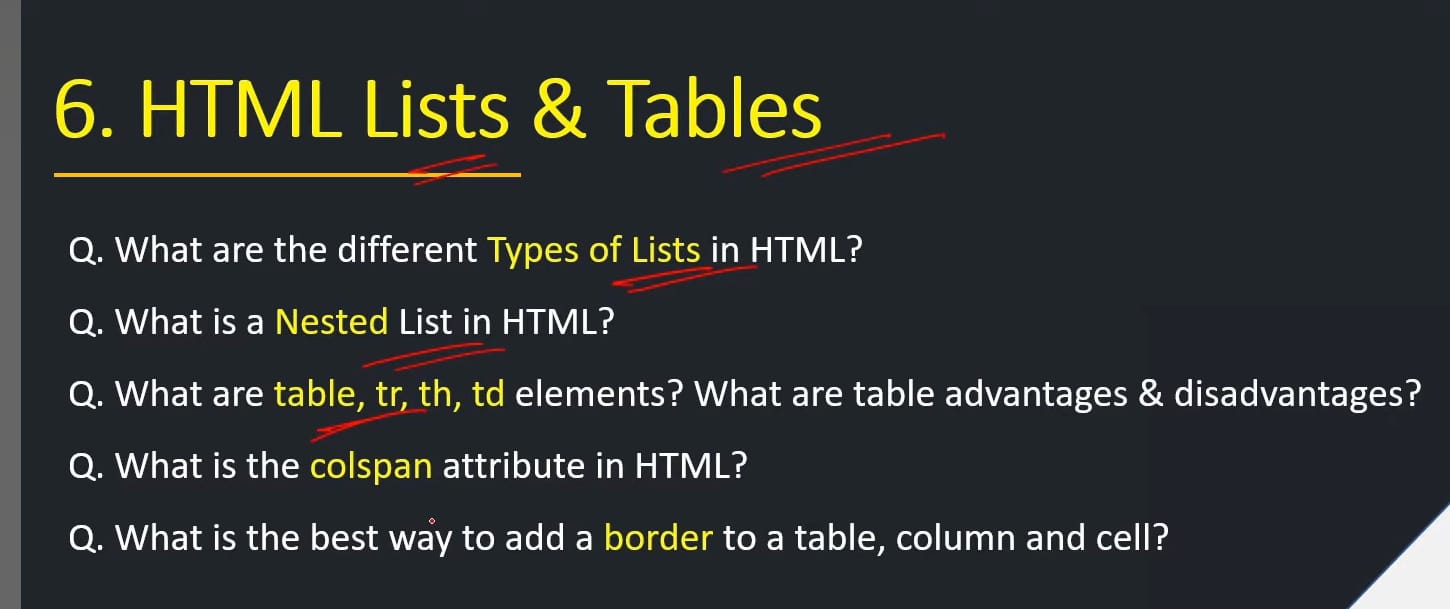 6. HTML Lists & Tables
Q. What are the different Types of Lists in HTML?
Q. What is a Nested List in HTML?
Q. What are table, tr, th, td elements? What are table advantages & disadvantages?
Q. What is the colspan attribute in HTML?
Q. What is the best way to add a border to a table, column and cell?